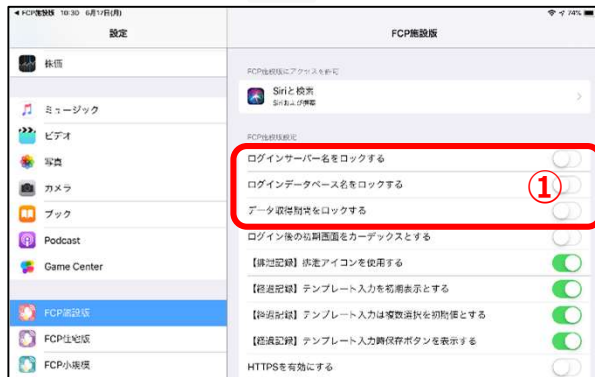 ◀ FCP施設版 10:30 6月17日(月)
74%
設定
FCP施設版
株価
ミュージック
ビデオ
写真
カメラ
ブック
Podcast
Game Center
FCP施設版
FCP住宅版
FCP小規模
FCP施設版にアクセスを許可
Siriと検索
FCP施設版設定
ログインサーバー名をロックする
ログインデータベース名をロックする
①
データ取得期間をロックする
ログイン後の初期画面をカーデックスとする
【排泄記録】排泄アイコンを使用する
【経過記録】テンプレート入力を初期表示とする
【経過記録】テンプレート入力は複数選択を初期値とする
【経過記録】テンプレート入力時保存ボタンを表示する
HTTPSを有効にする